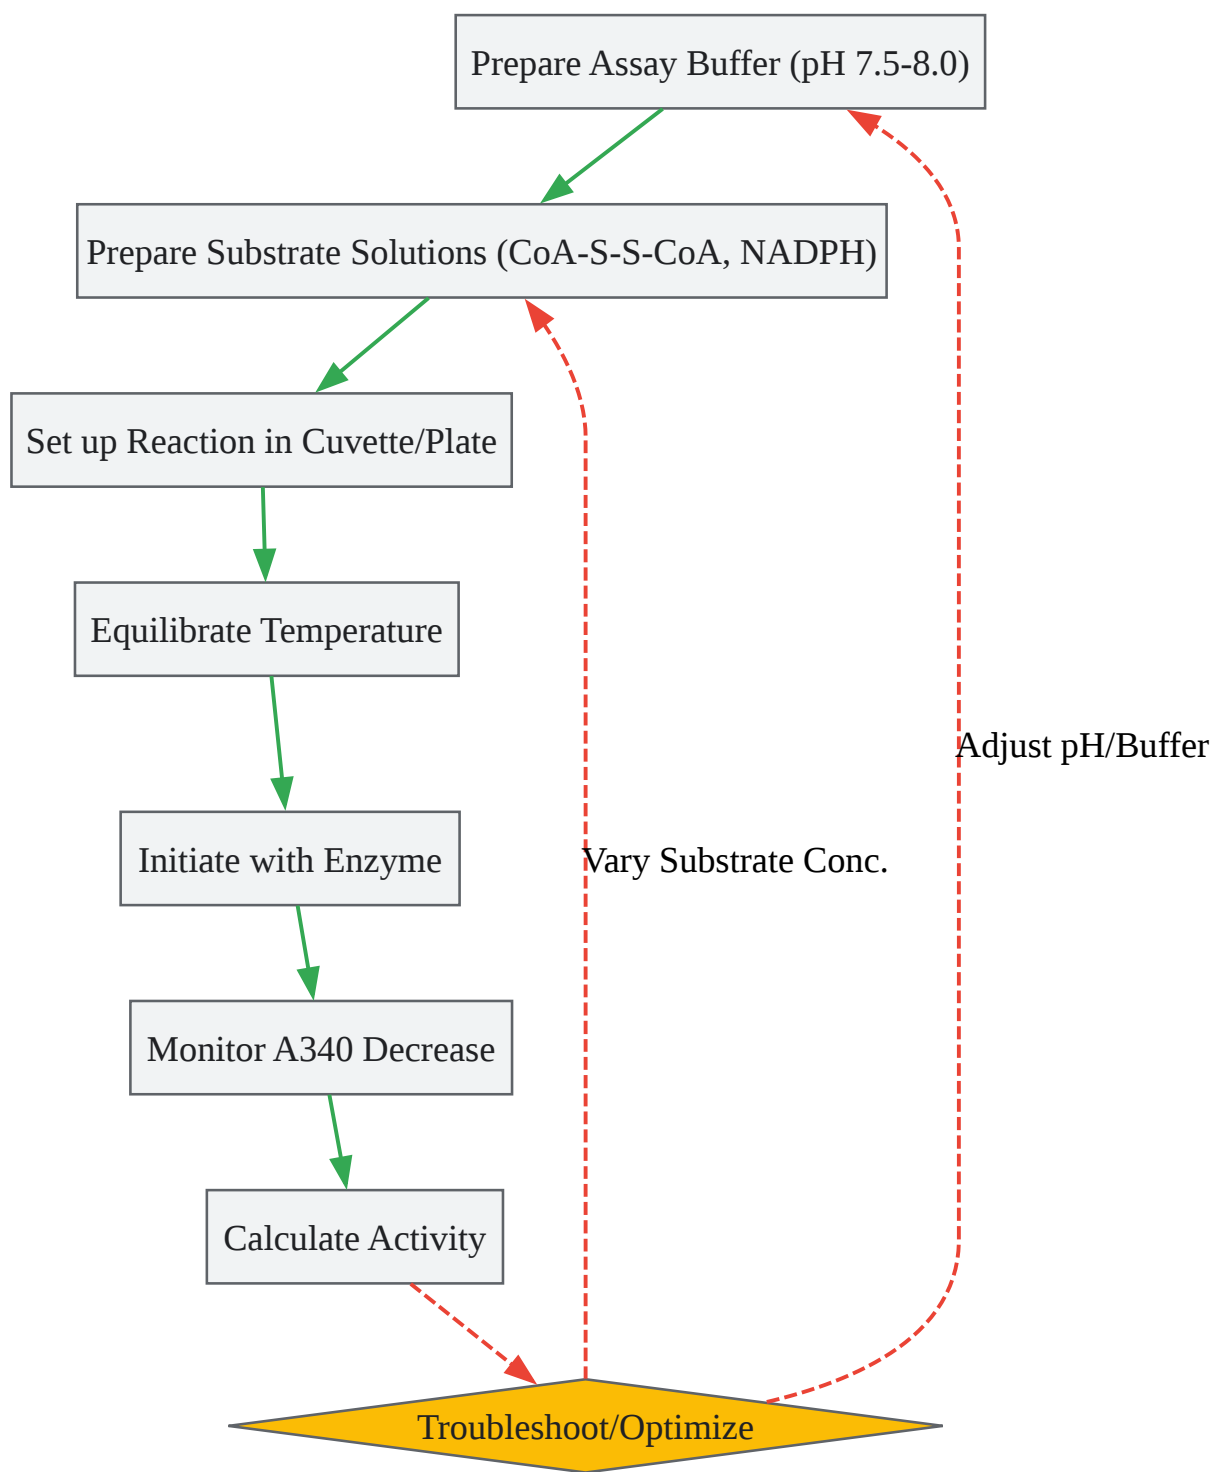 Prepare Assay Buffer (pH 7.5-8.0)
Prepare Substrate Solutions (CoA-S-S-CoA, NADPH)
Set up Reaction in Cuvette/Plate
Equilibrate Temperature
Adjust pH/Buffer
Initiate with Enzyme
Vary Substrate Conc.
Monitor A340 Decrease
Calculate Activity
Troubleshoot/Optimize